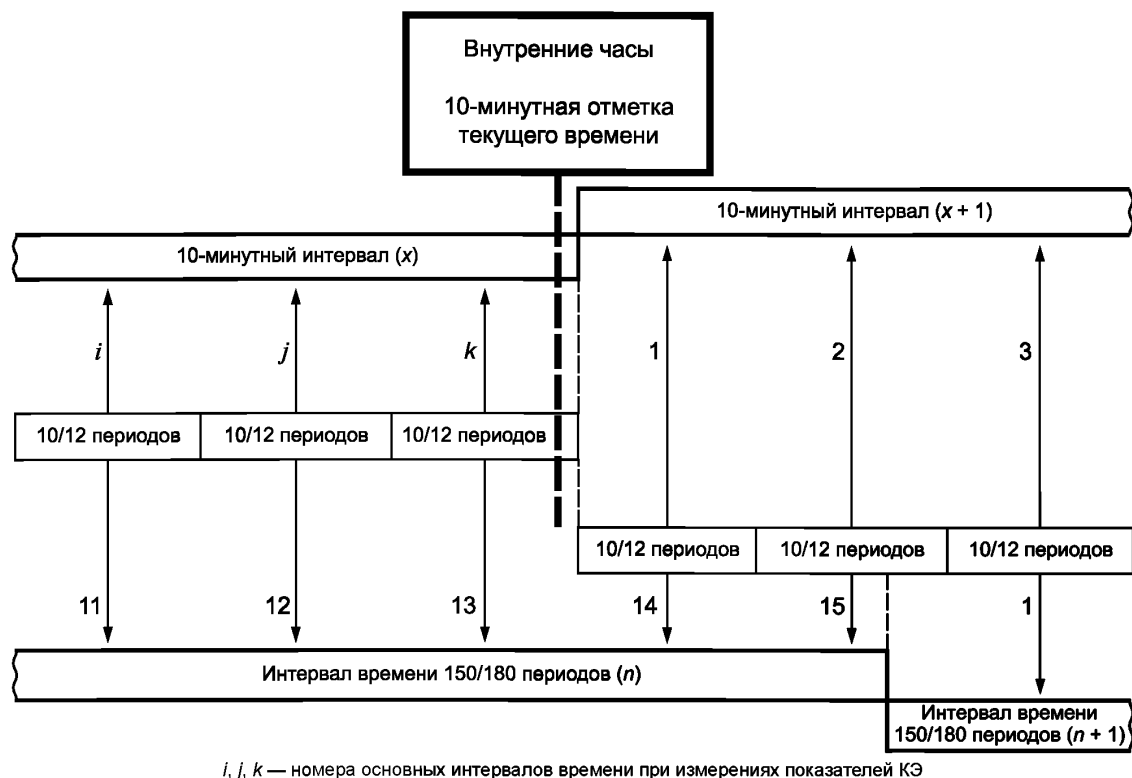 Внутренние часы
10-минутная отметка
текущего времени
10-минутный интервал (x + 1)
10-минутный интервал (x)
i
j
k
1
2
3
10/12 периодов
10/12 периодов
10/12 периодов
10/12 периодов
10/12 периодов
10/12 периодов
11
12
13
14
15
1
Интервал времени 150/180 периодов (n)
Интервал времени
150/180 периодов (n + 1)
i, j, k — номера основных интервалов времени при измерениях показателей КЭ